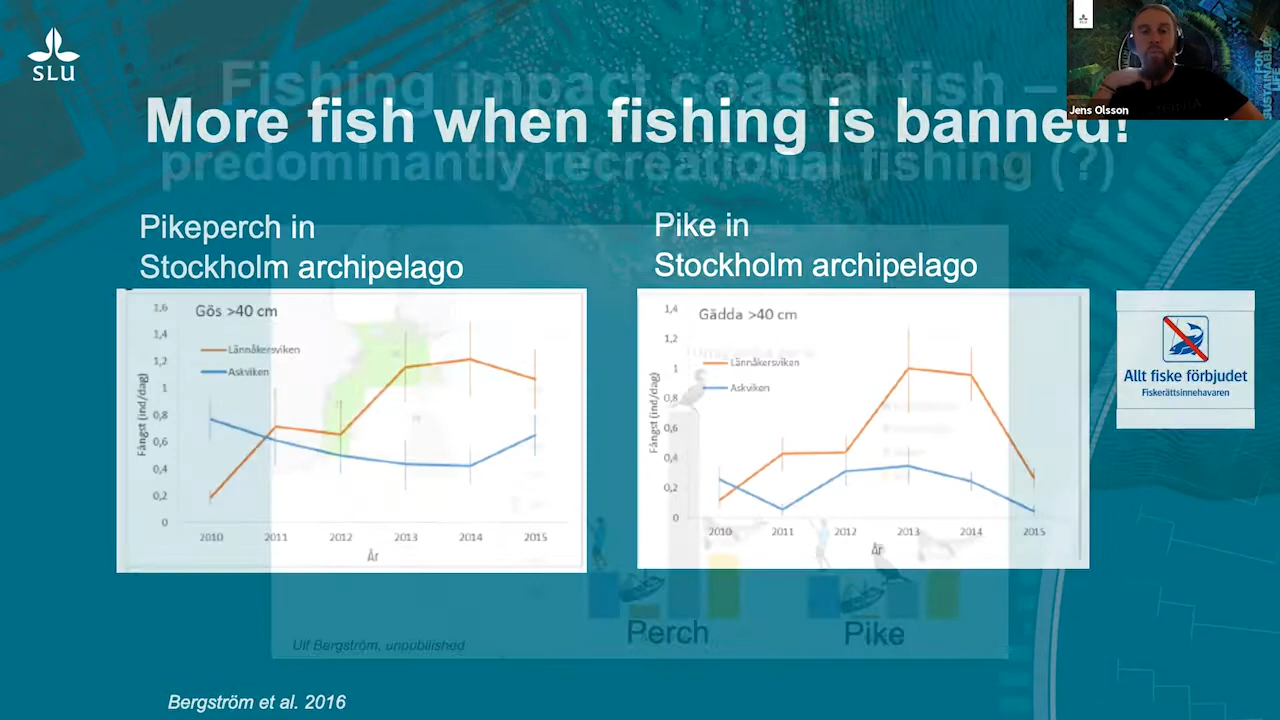 SLU
Fishing impact coastal fish –
More fish when fishing is banned!
predominantly recreational fishing (?)
Jens Olsson
Pikeperch in
Stockholm archipelago
Pike in
Stockholm archipelago
Gös >40 cm
Lännåkersviken
Askviken
Fångst (ind/dag)
1,6
1,4
1,2
1
0,8
0,6
0,4
0,2
0
2010 2011 2012 2013 2014 2015
År
Gädda >40 cm
Lännåkersviken
Askviken
Fångst (ind/dag)
1,4
1,2
1
0,8
0,6
0,4
0,2
0
2010 2011 2012 2013 2014 2015
År
Allt fiske förbjudet
Fiskerättsinnehavaren
Perch
Pike
Ulf Bergström, unpublished
Bergström et al. 2016